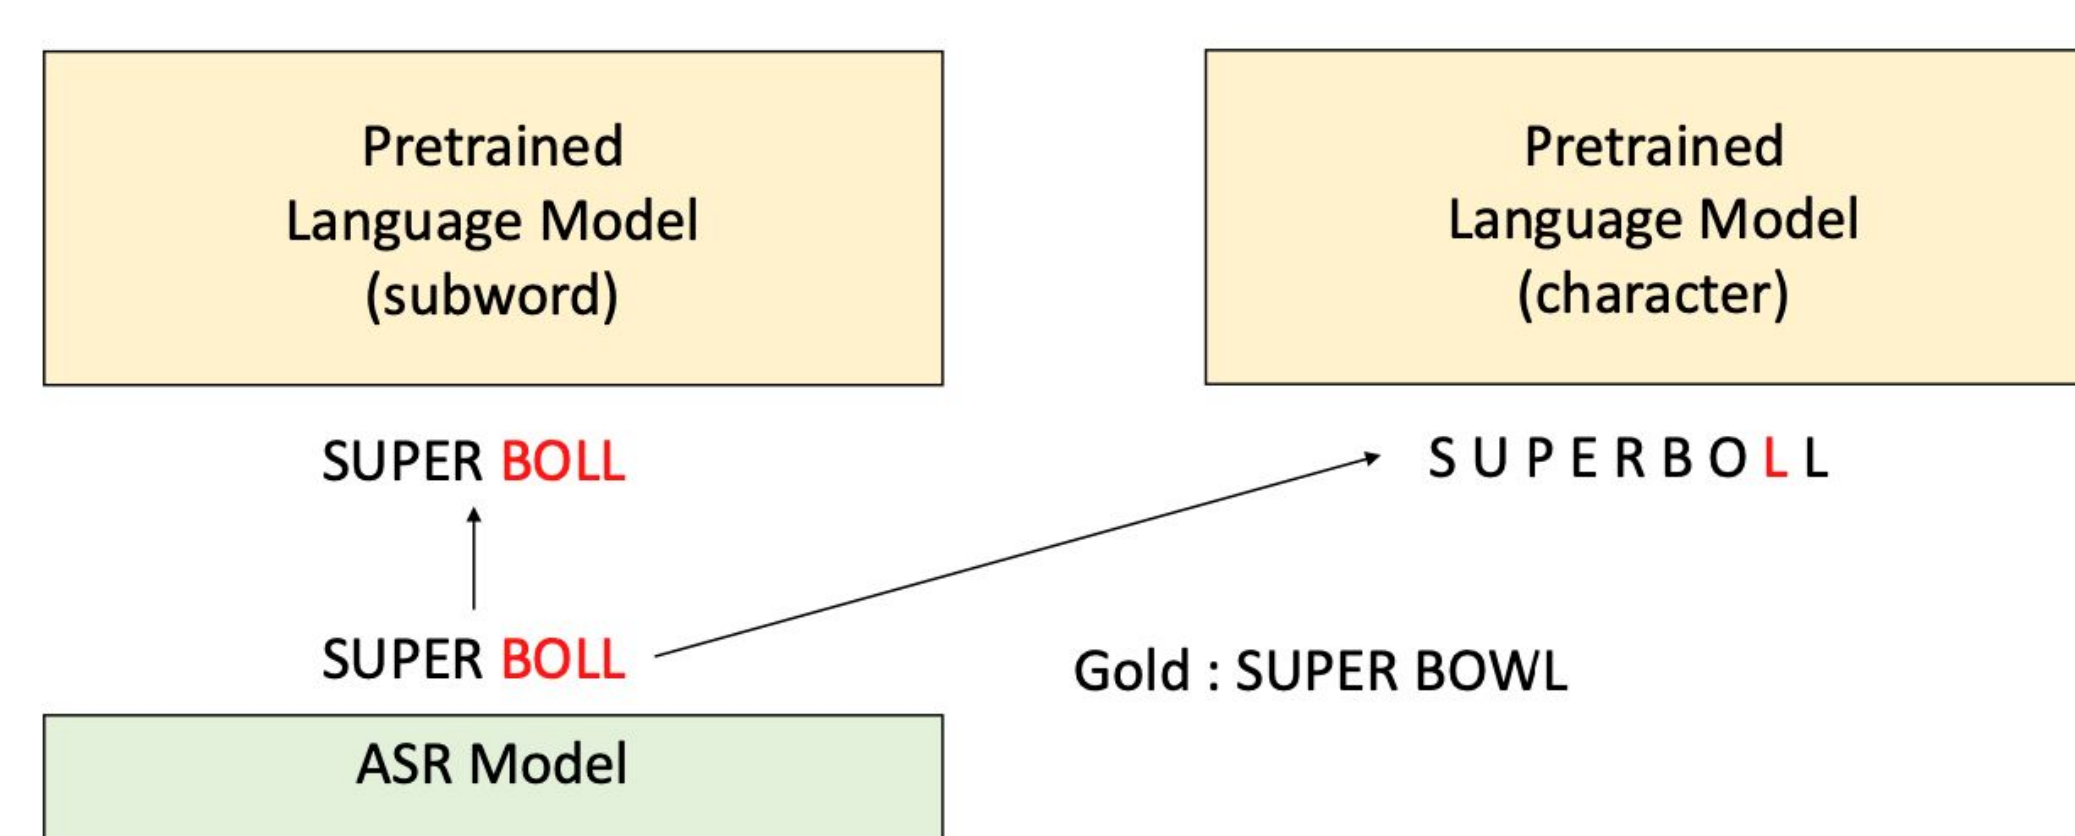 Pretrained
Language Model
(subword)
Pretrained
Language Model
(character)
SUPER BOLL
S U P E R B O L L
SUPER BOLL
Gold : SUPER BOWL
ASR Model